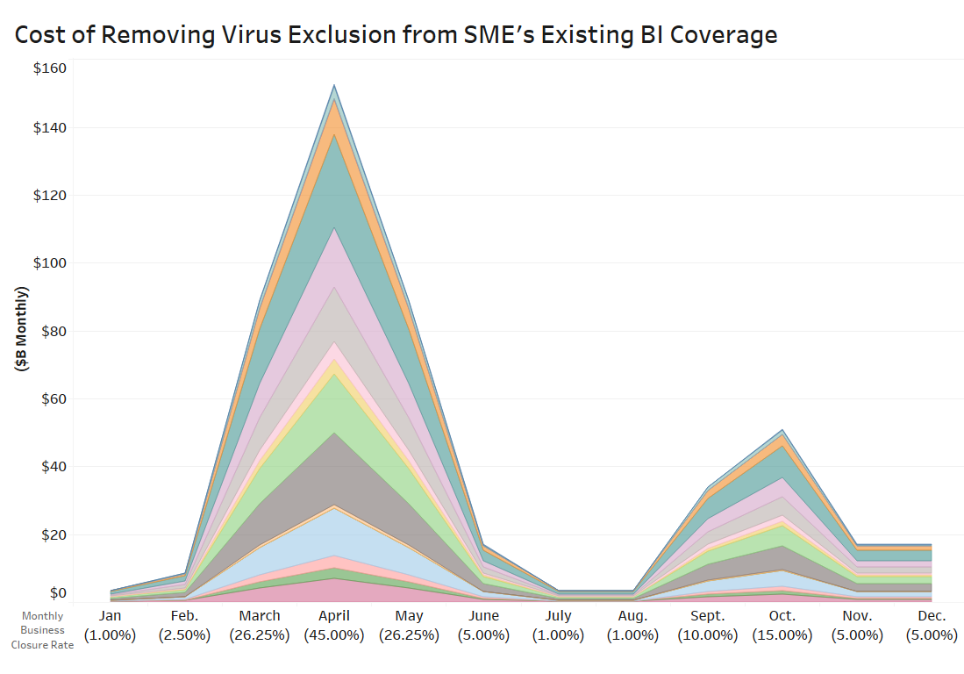 Cost of Removing Virus Exclusion from SME's Existing BI Coverage
$160
$140
$120
$100
$80
$60
$40
$20
$0
($B Monthly)
Monthly
Business
Closure Rate
Jan Feb. March April May June July Aug. Sept. Oct. Nov. Dec.
(1.00%) (2.50%) (26.25%) (45.00%) (26.25%) (5.00%) (1.00%) (1.00%) (10.00%) (15.00%) (5.00%) (5.00%)